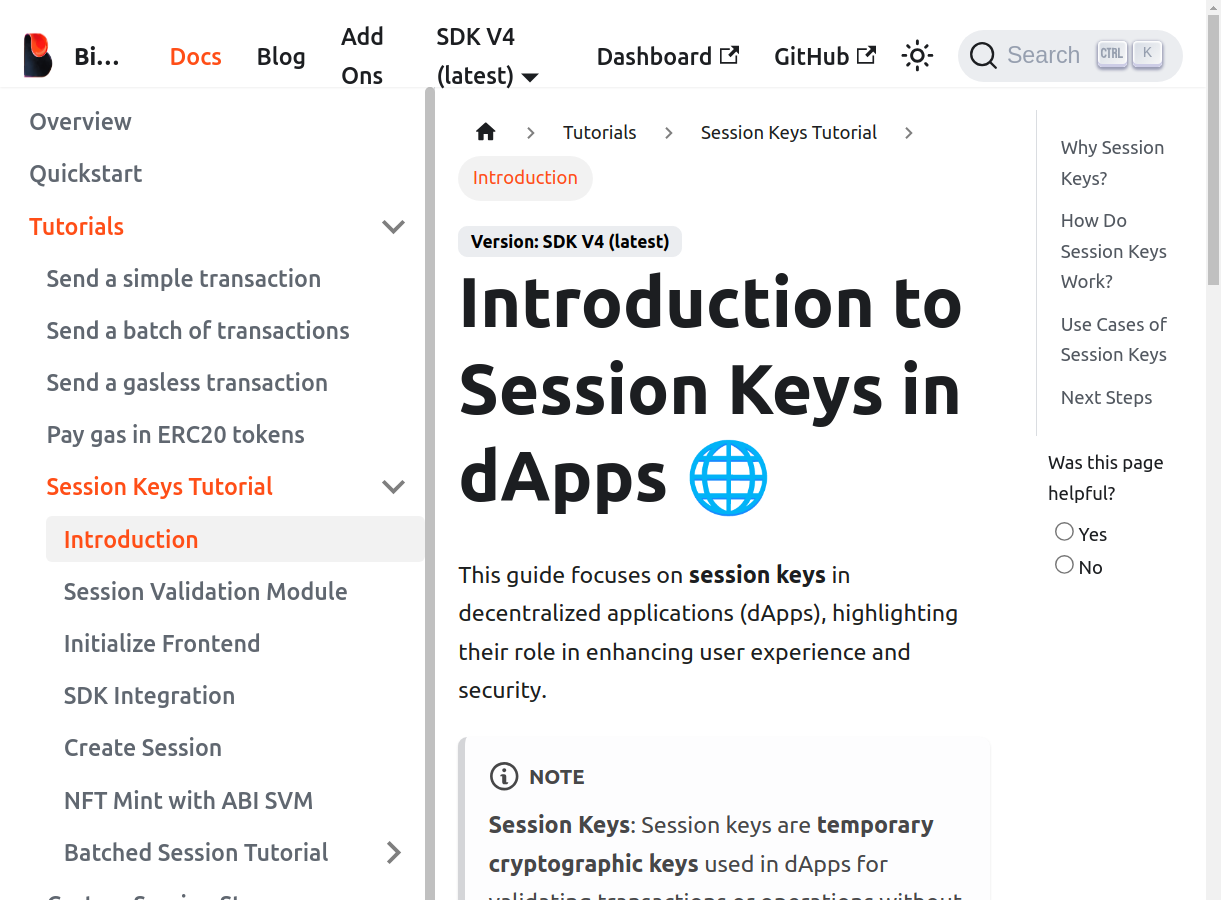 Bi...
Docs
Blog
Add
Ons
SDK V4
(latest)
Dashboard
GitHub
Search
CTRL
K
Overview
Quickstart
Tutorials
Send a simple transaction
Send a batch of transactions
Send a gasless transaction
Pay gas in ERC20 tokens
Session Keys Tutorial
Introduction
Session Validation Module
Initialize Frontend
SDK Integration
Create Session
NFT Mint with ABI SVM
Batched Session Tutorial
Tutorials
Session Keys Tutorial
Introduction
Version: SDK V4 (latest)
Introduction to
Session Keys in
dApps
This guide focuses on session keys in
decentralized applications (dApps), highlighting
their role in enhancing user experience and
security.
NOTE
Session Keys: Session keys are temporary
cryptographic keys used in dApps for
validating transactions or operations without
Why Session
Keys?
How Do
Session Keys
Work?
Use Cases of
Session Keys
Next Steps
Was this page
helpful?
Yes
No